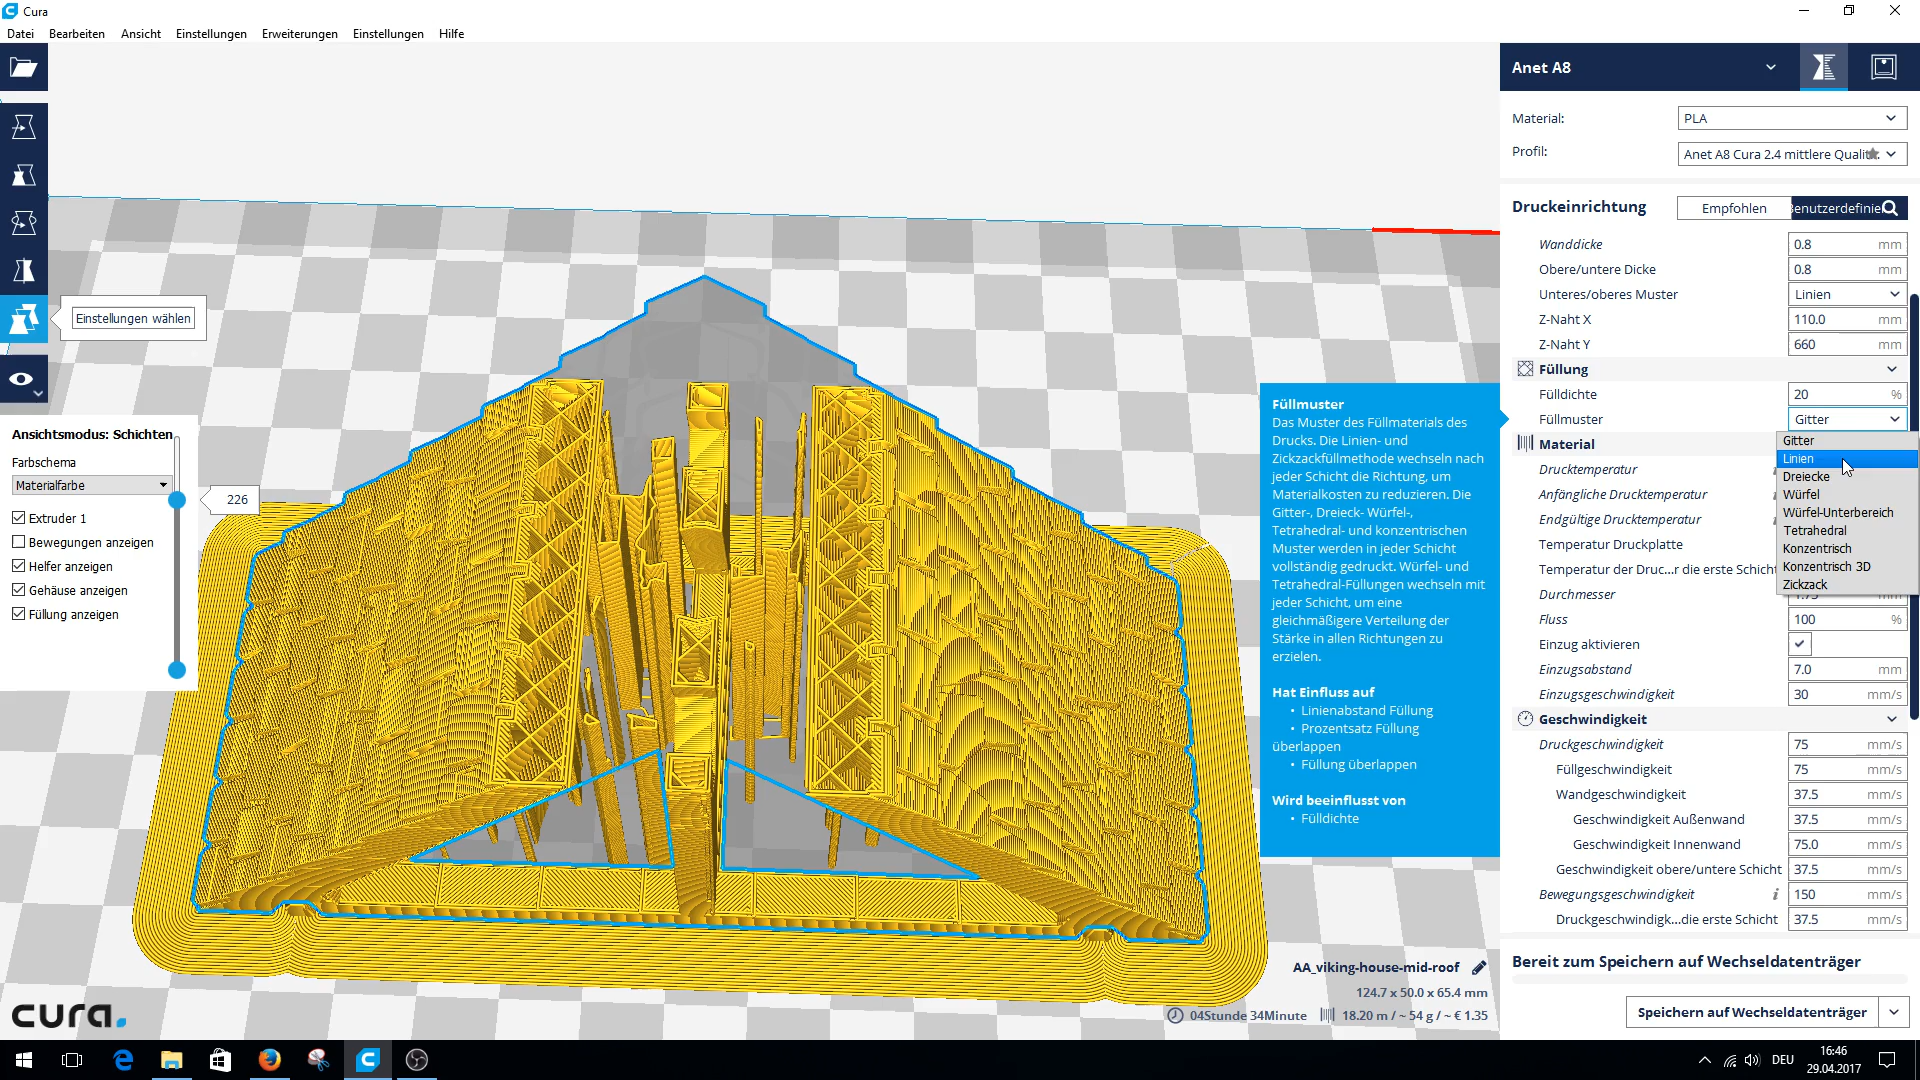 Cura
Datei Bearbeiten Ansicht Einstellungen Erweiterungen Einstellungen Hilfe
Einstellungen wählen
Ansichtsmodus: Schichten
Farbschema
Materialfarbe
226
Extruder 1
Bewegungen anzeigen
Helfer anzeigen
Gehäuse anzeigen
Füllung anzeigen
cura.
Füllmuster
Das Muster des Füllmaterials des
Drucks. Die Linien- und
Zickzackfüllmethode wechseln nach
jeder Schicht die Richtung, um
Materialkosten zu reduzieren. Die
Gitter-, Dreieck- Würfel-,
Tetrahedral- und konzentrischen
Muster werden in jeder Schicht
vollständig gedruckt. Würfel- und
Tetrahedral-Füllungen wechseln mit
jeder Schicht, um eine
gleichmäßigere Verteilung der
Stärke in allen Richtungen zu
erzielen.
Hat Einfluss auf
• Linienabstand Füllung
• Prozentsatz Füllung
überlappen
• Füllung überlappen
Wird beeinflusst von
• Fülldichte
AA_viking-house-mid-roof
124.7 x 50.0 x 65.4 mm
04Stunde 34Minute 18.20 m / ~ 54 g / ~ € 1.35
Anet A8
Material: PLA
Profil: Anet A8 Cura 2.4 mittlere Qualit
Druckeinrichtung Empfohlen Benutzerdefinie
Wanddicke 0.8 mm
Obere/untere Dicke 0.8 mm
Unteres/oberes Muster Linien
Z-Naht X 110.0 mm
Z-Naht Y 660 mm
Füllung
Fülldichte 20 %
Füllmuster Gitter
Gitter
Linien
Dreiecke
Würfel
Würfel-Unterbereich
Tetrahedral
Konzentrisch
Konzentrisch 3D
Zickzack
Material
Drucktemperatur
Anfängliche Drucktemperatur
Endgültige Drucktemperatur
Temperatur Druckplatte
Temperatur der Druc...r die erste Schicht
Durchmesser 1.75 mm
Fluss 100 %
Einzug aktivieren
Einzugsabstand 7.0 mm
Einzugsgeschwindigkeit 30 mm/s
Geschwindigkeit
Druckgeschwindigkeit 75 mm/s
Füllgeschwindigkeit 75 mm/s
Wandgeschwindigkeit 37.5 mm/s
Geschwindigkeit Außenwand 37.5 mm/s
Geschwindigkeit Innenwand 75.0 mm/s
Geschwindigkeit obere/untere Schicht 37.5 mm/s
Bewegungsgeschwindigkeit i 150 mm/s
Druckgeschwindigk...die erste Schicht 37.5 mm/s
Bereit zum Speichern auf Wechseldatenträger
Speichern auf Wechseldatenträger
DEU
16:46
29.04.2017